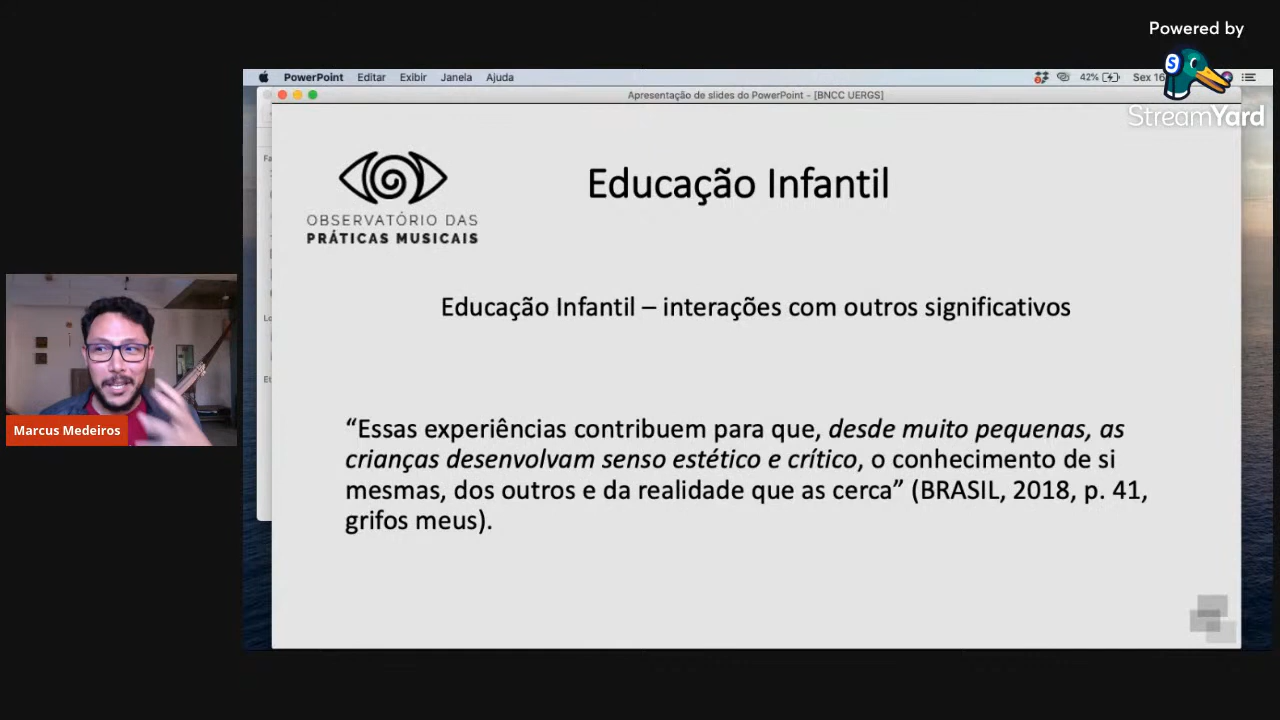 Powered by
S
StreamYard
PowerPoint Editar Exibir Janela Ajuda
42% Sex 16
Apresentação de slides do PowerPoint - [BNCC UERGS]
OBSERVATÓRIO DAS
PRÁTICAS MUSICAIS
Educação Infantil
Educação Infantil – interações com outros significativos
“Essas experiências contribuem para que, desde muito pequenas, as
crianças desenvolvam senso estético e crítico, o conhecimento de si
mesmas, dos outros e da realidade que as cerca” (BRASIL, 2018, p. 41,
grifos meus).
Marcus Medeiros